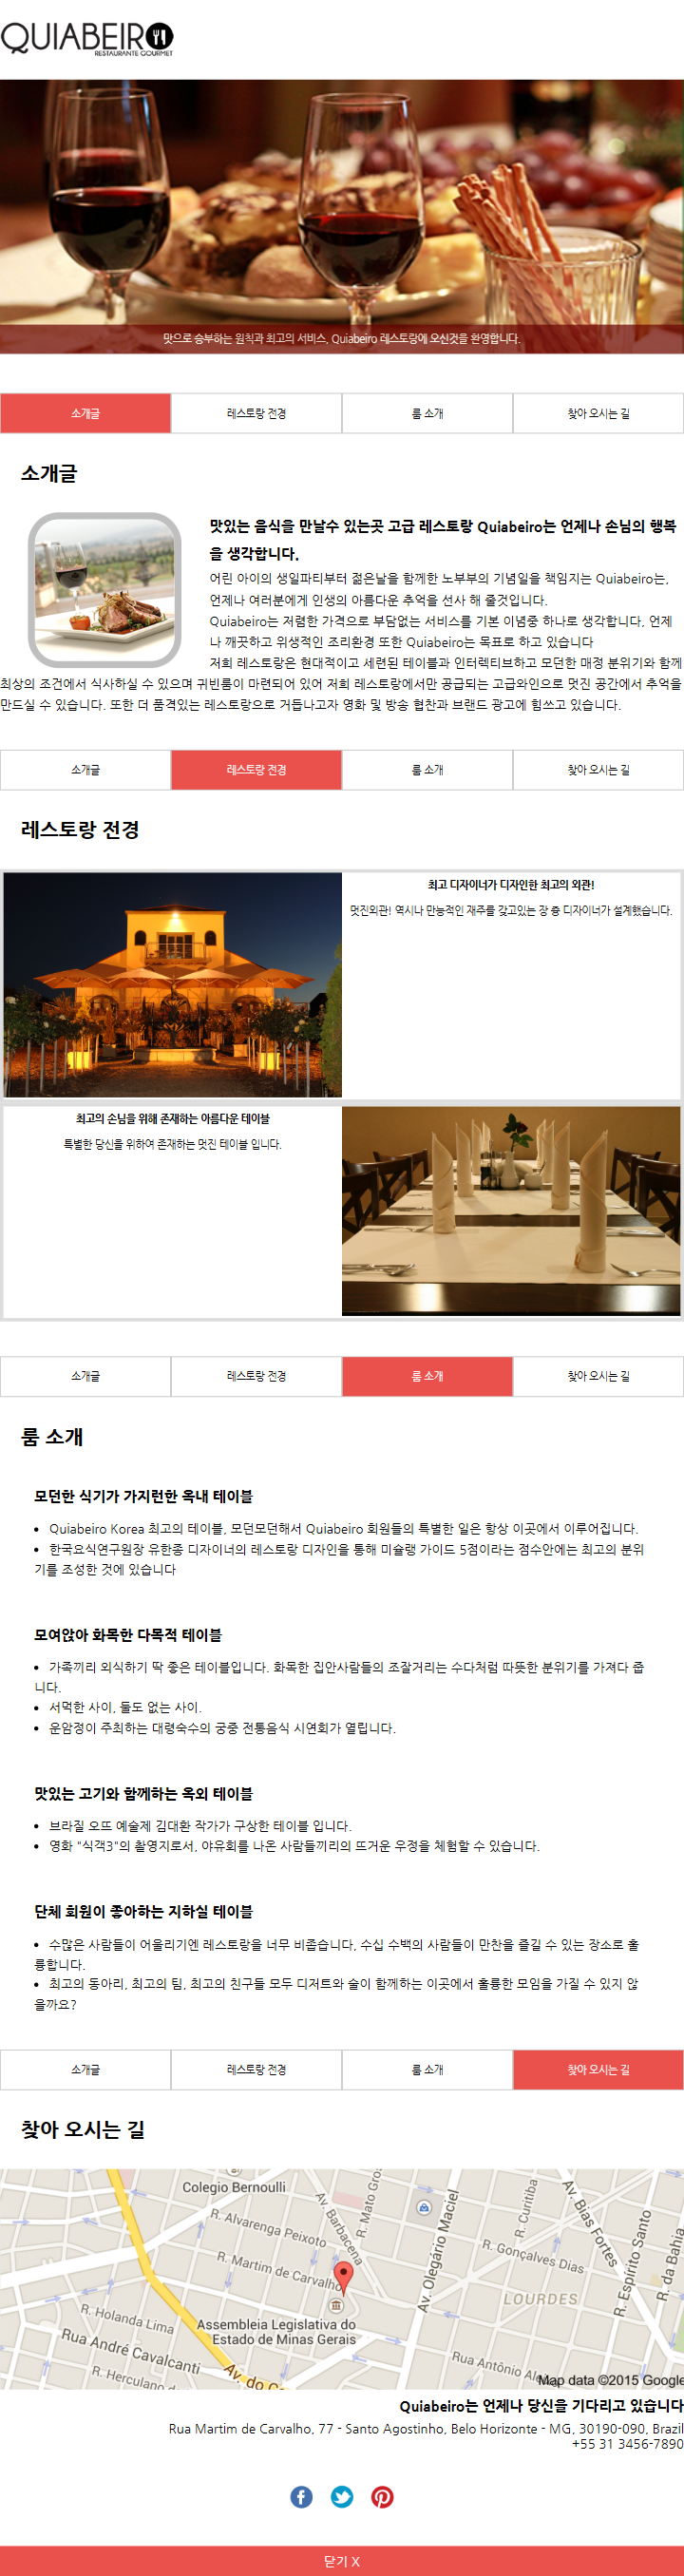 QUIABEIRO
RESTAURANTE GOURMET
맛으로 승부하는 원칙과 최고의 서비스, Quiabeiro 레스토랑에 오신것을 환영합니다.
소개글 레스토랑 전경 룸 소개 찾아 오시는 길
소개글
맛있는 음식을 만날수 있는곳 고급 레스토랑 Quiabeiro는 언제나 손님의 행복
을 생각합니다.
어린 아이의 생일파티부터 젊은날을 함께한 노부부의 기념일을 책임지는 Quiabeiro는,
언제나 여러분에게 인생의 아름다운 추억을 선사 해 줄것입니다.
Quiabeiro는 저렴한 가격으로 부담없는 서비스를 기본 이념중 하나로 생각합니다, 언제
나 깨끗하고 위생적인 조리환경 또한 Quiabeiro는 목표로 하고 있습니다
저희 레스토랑은 현대적이고 세련된 테이블과 인터렉티브하고 모던한 매정 분위기와 함께
최상의 조건에서 식사하실 수 있으며 귀빈룸이 마련되어 있어 저희 레스토랑에서만 공급되는 고급와인으로 멋진 공간에서 추억을
만드실 수 있습니다. 또한 더 품격있는 레스토랑으로 거듭나고자 영화 및 방송 협찬과 브랜드 광고에 힘쓰고 있습니다.
소개글 레스토랑 전경 룸 소개 찾아 오시는 길
레스토랑 전경
최고 디자이너가 디자인한 최고의 외관!
멋진외관! 역시나 만능적인 재주를 갖고있는 장 층 디자이너가 설계했습니다.
최고의 손님을 위해 존재하는 아름다운 테이블
특별한 당신을 위하여 존재하는 멋진 테이블 입니다.
소개글 레스토랑 전경 룸 소개 찾아 오시는 길
룸 소개
모던한 식기가 가지런한 옥내 테이블
• Quiabeiro Korea 최고의 테이블, 모던모던해서 Quiabeiro 회원들의 특별한 일은 항상 이곳에서 이루어집니다.
• 한국요식연구원장 유한종 디자이너의 레스토랑 디자인을 통해 미슐랭 가이드 5점이라는 점수안에는 최고의 분위
기를 조성한 것에 있습니다
모여앉아 화목한 다목적 테이블
• 가족끼리 외식하기 딱 좋은 테이블입니다. 화목한 집안사람들의 조잘거리는 수다처럼 따뜻한 분위기를 가져다 줍
니다.
• 서먹한 사이, 둘도 없는 사이.
• 운암정이 주최하는 대령숙수의 궁중 전통음식 시연회가 열립니다.
맛있는 고기와 함께하는 옥외 테이블
• 브라질 오뜨 예술제 김대환 작가가 구상한 테이블 입니다.
• 영화 "식객3"의 촬영지로서, 야유회를 나온 사람들끼리의 뜨거운 우정을 체험할 수 있습니다.
단체 회원이 좋아하는 지하실 테이블
• 수많은 사람들이 어울리기엔 레스토랑을 너무 비좁습니다, 수십 수백의 사람들이 만찬을 즐길 수 있는 장소로 훌
륭합니다.
• 최고의 동아리, 최고의 팀, 최고의 친구들 모두 디저트와 술이 함께하는 이곳에서 훌륭한 모임을 가질 수 있지 않
을까요?
소개글 레스토랑 전경 룸 소개 찾아 오시는 길
찾아 오시는 길
Colegio Bernoulli
R. Alvarenga Peixoto
Av. Barbacena
R. Mato Gros
Av. Olegário Maciel
R. Curitiba
Av. Bias Fortes
R. Espírito Santo
R. da Bahia
R. Gonçalves Dias
R. Martim de Carvalho
LOURDES
R. Holanda Lima
Assembleia Legislativa do
Estado de Minas Gerais
Rua André Cavalcanti
R. Herculano d
Av. do C
Rua Antônio Al
Map data ©2015 Google
Quiabeiro는 언제나 당신을 기다리고 있습니다
Rua Martim de Carvalho, 77 - Santo Agostinho, Belo Horizonte - MG, 30190-090, Brazil
+55 31 3456-7890
닫기 X